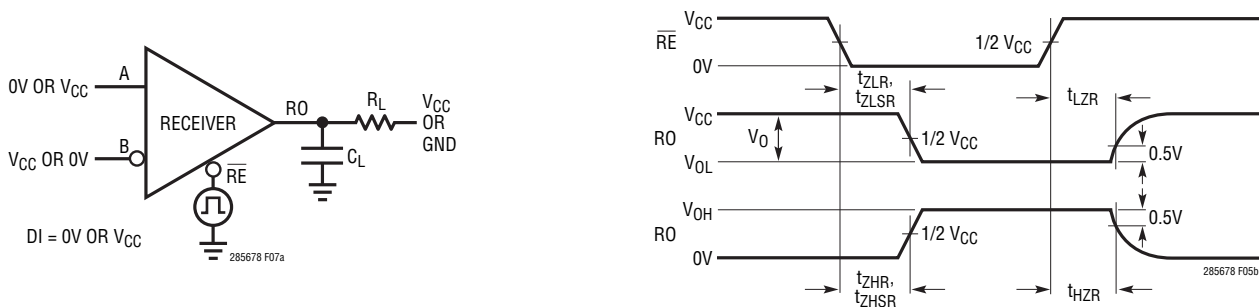 0V OR VCC
A
VCC OR 0V
B
RECEIVER
RO
RL
VCC
OR
GND
CL
RE
DI = 0V OR VCC
285678 F07a
VCC
RE
0V
1/2 VCC
tZLR,
tZLSR
tLZR
VCC
RO
VO
VOL
1/2 VCC
0.5V
VOH
RO
0V
1/2 VCC
0.5V
tZHR,
tZHSR
tHZR
285678 F05b